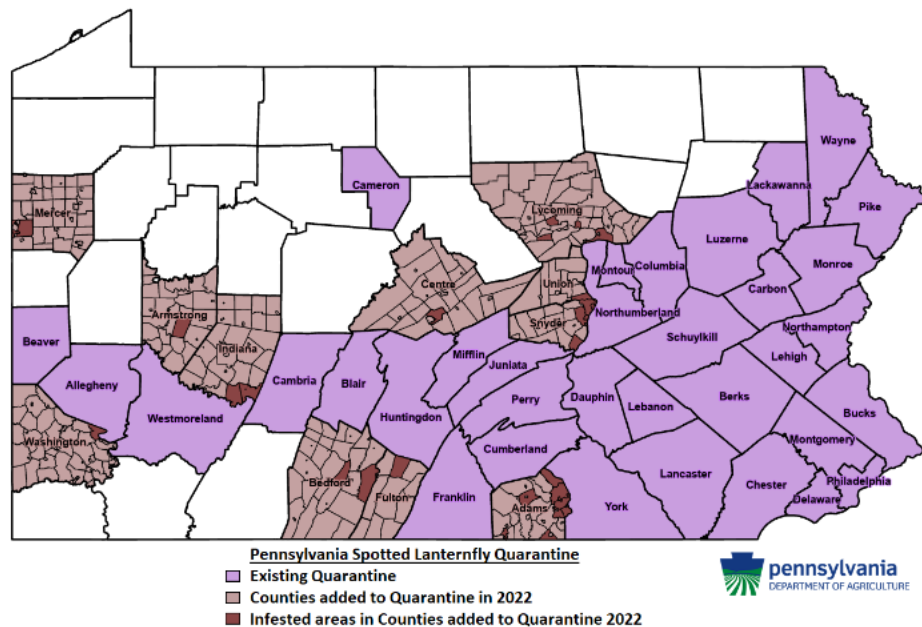 Wayne
Cameron
Lackawanna
Pike
Mercer
Lycoming
Luzerne
Monroe
Montour
Columbia
Centre
Union
Carbon
Armstrong
Northumberland
Snyder
Northampton
Beaver
Indiana
Schuylkill
Mifflin
Lehigh
Juniata
Allegheny
Cambria
Blair
Perry
Dauphin
Berks
Westmoreland
Lebanon
Huntingdon
Bucks
Washington
Cumberland
Montgomery
Lancaster
Bedford
Fulton
Franklin
Adams
York
Chester
Philadelphia
Delaware
Pennsylvania Spotted Lanternfly Quarantine
Existing Quarantine
Counties added to Quarantine in 2022
Infested areas in Counties added to Quarantine 2022
pennsylvania
DEPARTMENT OF AGRICULTURE